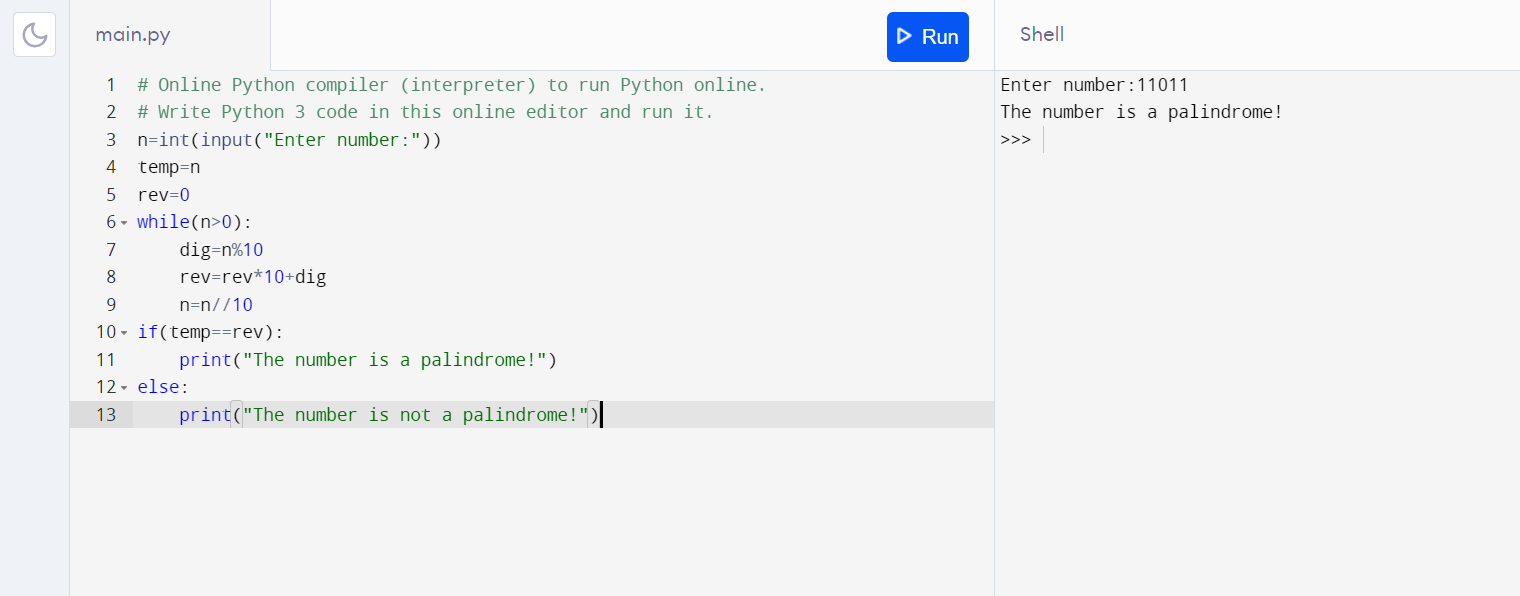 main.py
Run
Shell
1 # Online Python compiler (interpreter) to run Python online.
2 # Write Python 3 code in this online editor and run it.
3 n=int(input("Enter number:"))
4 temp=n
5 rev=0
6 while(n>0):
7     dig=n%10
8     rev=rev*10+dig
9     n=n//10
10 if(temp==rev):
11     print("The number is a palindrome!")
12 else:
13     print("The number is not a palindrome!")
Enter number:11011
The number is a palindrome!
>>>